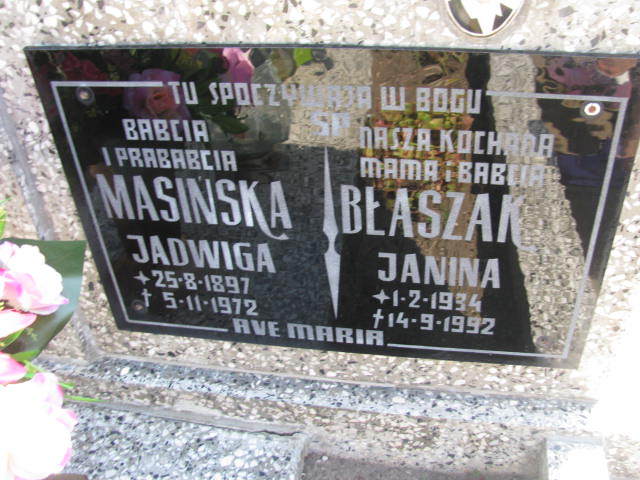 TU SPOCZYWAJĄ W BOGU
ŚP
BABCIA
I PRABABCIA
MASIŃSKA
JADWIGA
25-8-1897
✝ 5-11-1972
NASZA KOCHANA
MAMA i BABCIA
BŁASZAK
JANINA
1-2-1934
✝ 14-9-1992
AVE MARIA